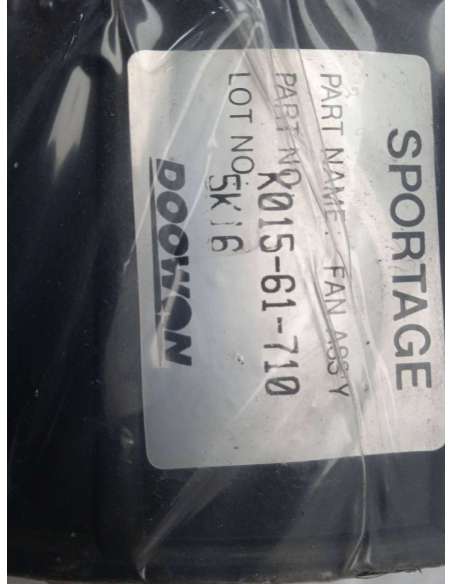 SPORTAGE
PART NAME: FAN ASS'Y
PART NO. K015-61-710
LOT NO. 5K16
DOOWON